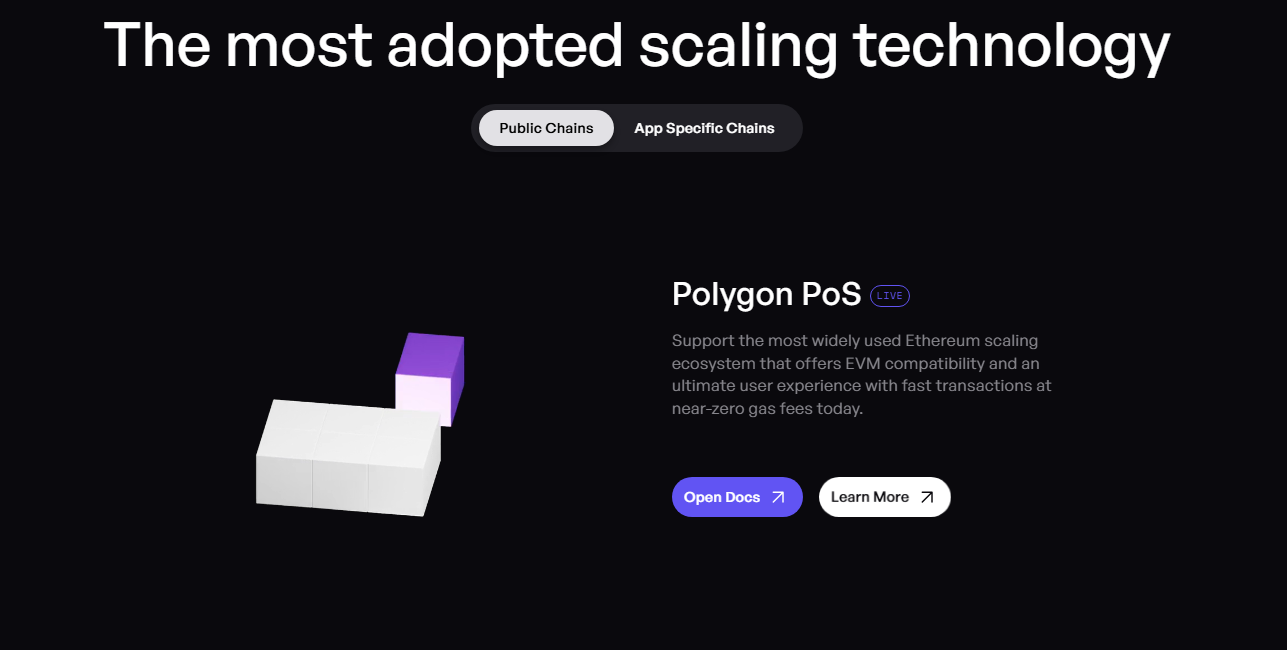 The most adopted scaling technology
Public Chains
App Specific Chains
Polygon PoS
LIVE
Support the most widely used Ethereum scaling
ecosystem that offers EVM compatibility and an
ultimate user experience with fast transactions at
near-zero gas fees today.
Open Docs
Learn More